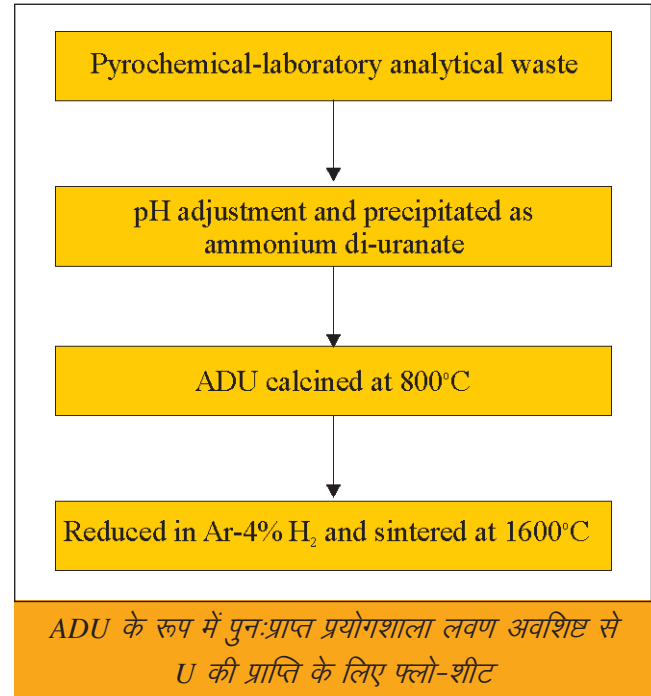 Pyrochemical-laboratory analytical waste
pH adjustment and precipitated as
ammonium di-uranate
ADU calcined at 800°C
Reduced in Ar-4% H₂ and sintered at 1600°C
ADU के रूप में पुनःप्राप्त प्रयोगशाला लवण अवशिष्ट से
U की प्राप्ति के लिए फ्लो-शीट